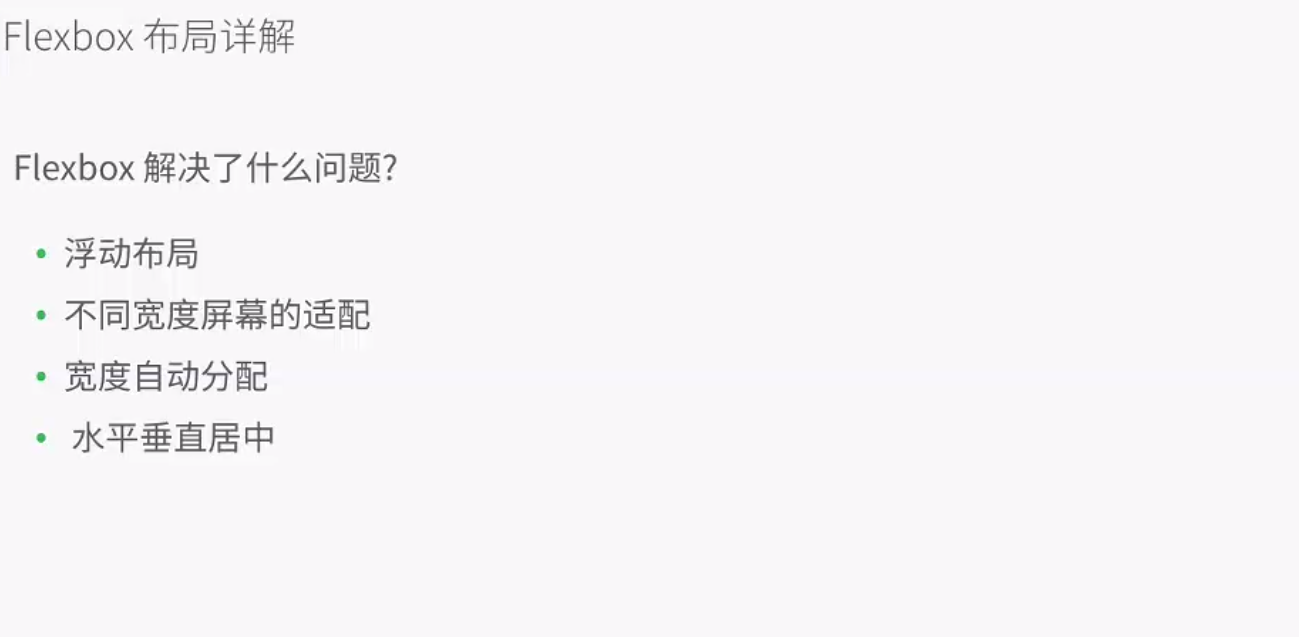 Flexbox 布局详解
Flexbox 解决了什么问题?
• 浮动布局
• 不同宽度屏幕的适配
• 宽度自动分配
• 水平垂直居中